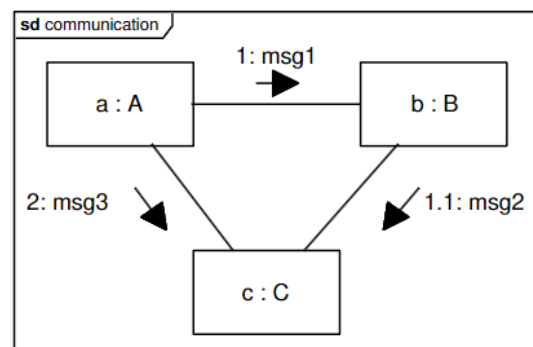 sd communication
1: msg1
a : A
b : B
2: msg3
1.1: msg2
c : C